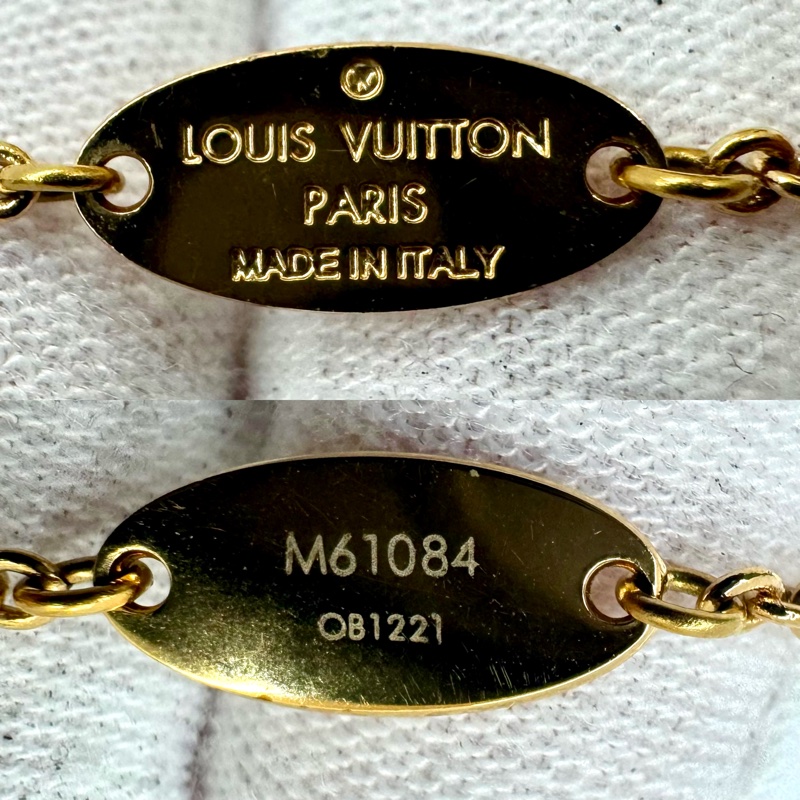 LOUIS VUITTON
PARIS
MADE IN ITALY
M61084
OB1221